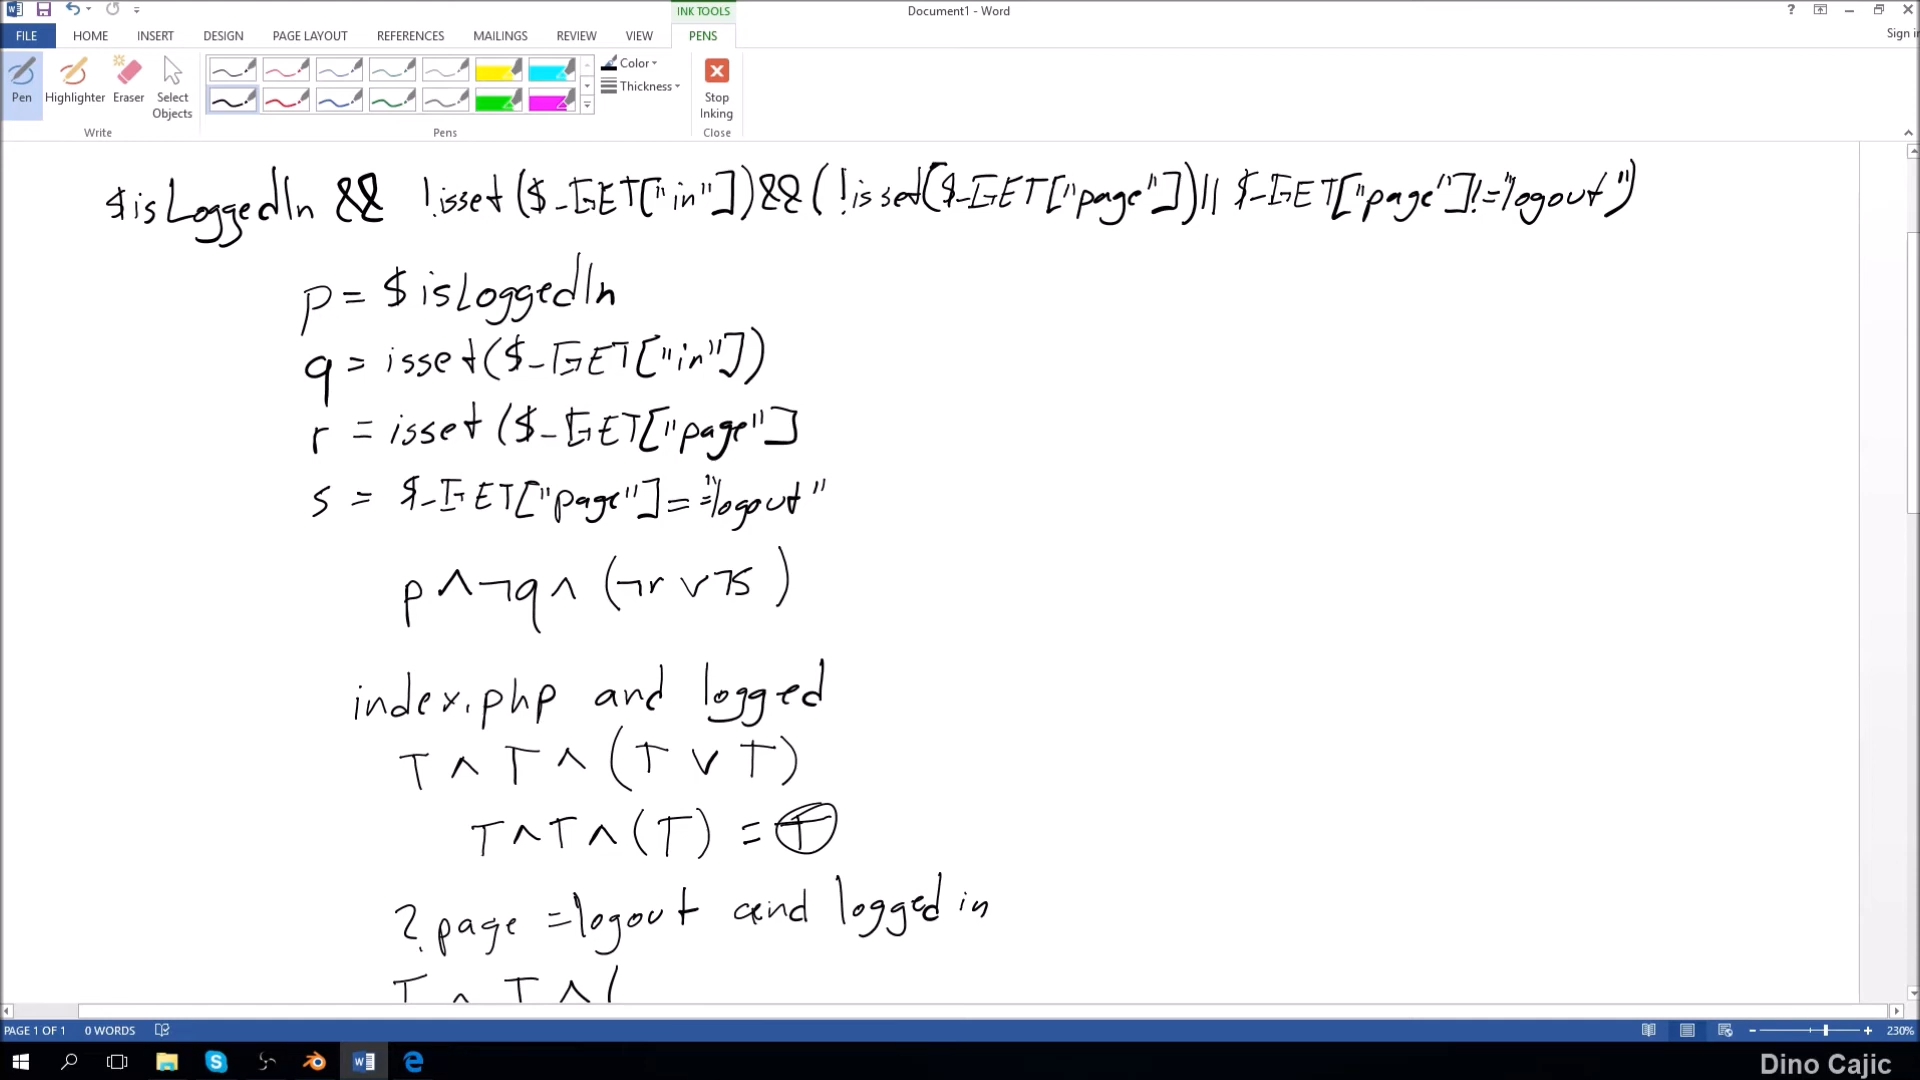 INK TOOLS
Document1 - Word
?
FILE HOME INSERT DESIGN PAGE LAYOUT REFERENCES MAILINGS REVIEW VIEW PENS
Sign i
Color
Thickness
Pen Highlighter Eraser Select Objects
Stop Inking
Write Pens Close
$isLoggedIn && !isset($_GET["in"])&&(!isset($_GET["page"])|| $_GET["page"]!="logout")
p = $isLoggedIn
q = isset($_GET["in"])
r = isset($_GET["page"]
s = $_GET["page"]=="logout"
p∧¬q∧(¬r∨¬s)
index.php and logged
T∧T∧(T∨T)
T∧T∧(T) = T
?page=logout and logged in
T∧T∧(
PAGE 1 OF 1 0 WORDS
230%
Dino Cajic